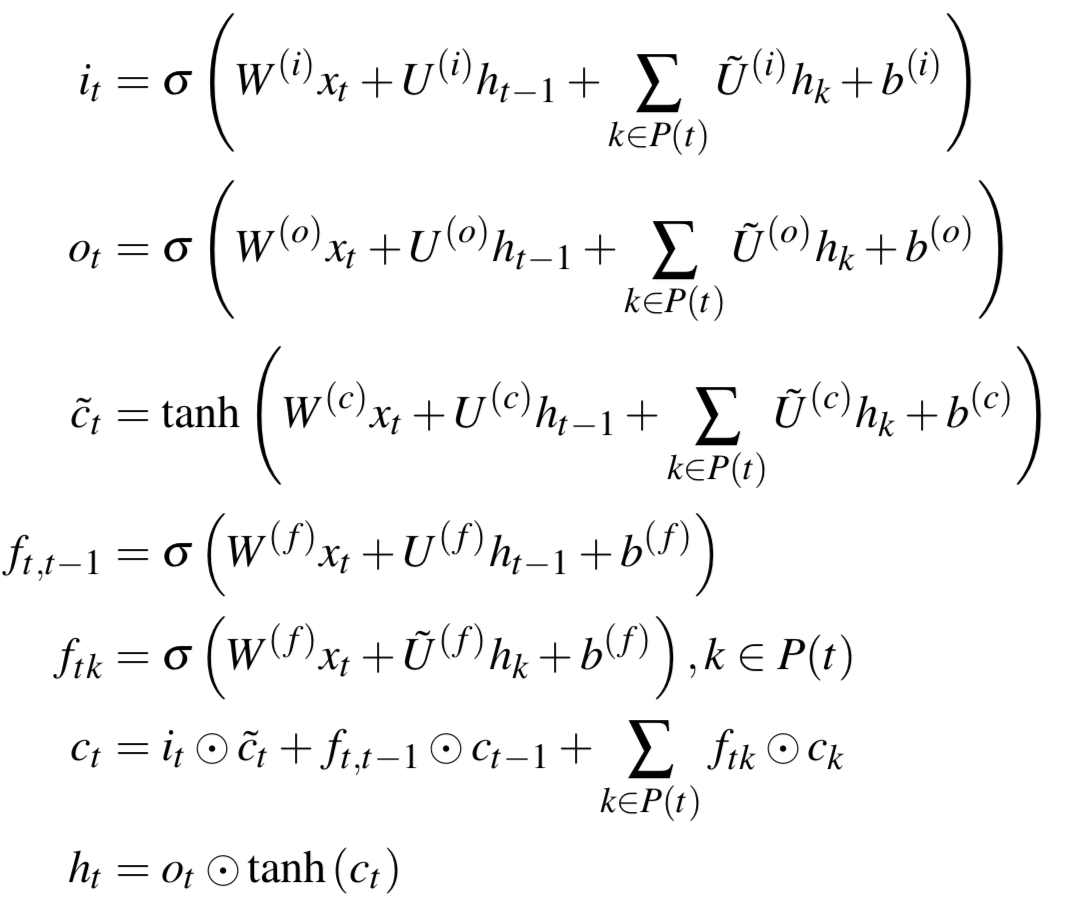 i_t = σ ( W^{(i)} x_t + U^{(i)} h_{t−1} + ∑_{k∈P(t)} Ũ^{(i)} h_k + b^{(i)} )
o_t = σ ( W^{(o)} x_t + U^{(o)} h_{t−1} + ∑_{k∈P(t)} Ũ^{(o)} h_k + b^{(o)} )
c̃_t = tanh ( W^{(c)} x_t + U^{(c)} h_{t−1} + ∑_{k∈P(t)} Ũ^{(c)} h_k + b^{(c)} )
f_{t,t−1} = σ ( W^{(f)} x_t + U^{(f)} h_{t−1} + b^{(f)} )
f_{tk} = σ ( W^{(f)} x_t + Ũ^{(f)} h_k + b^{(f)} ) , k ∈ P(t)
c_t = i_t ⊙ c̃_t + f_{t,t−1} ⊙ c_{t−1} + ∑_{k∈P(t)} f_{tk} ⊙ c_k
h_t = o_t ⊙ tanh (c_t)